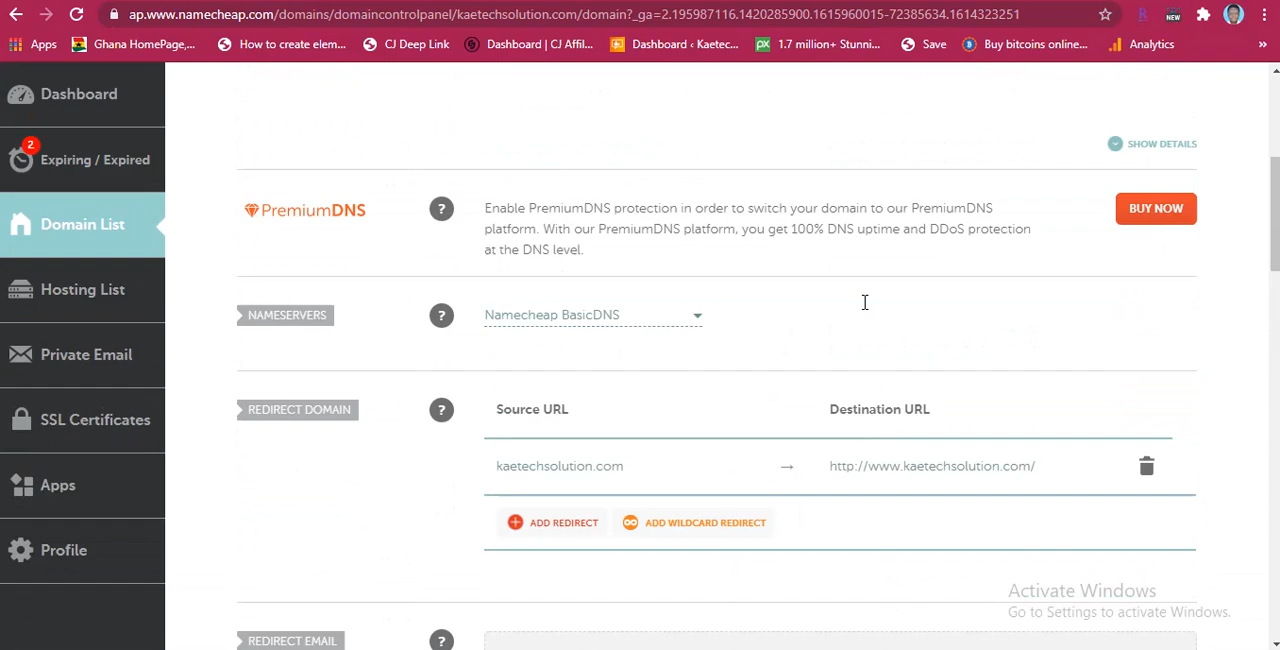 ap.www.namecheap.com/domains/domaincontrolpanel/kaetechsolution.com/domain?_ga=2.195987116.1420285900.1615960015-72385634.1614323251
Apps Ghana HomePage,... How to create elem... CJ Deep Link Dashboard | CJ Affil... Dashboard ‹ Kaetec... px 1.7 million+ Stunni... Save Buy bitcoins online... Analytics »
NEW
Dashboard
2
Expiring / Expired
Domain List
Hosting List
Private Email
SSL Certificates
Apps
Profile
SHOW DETAILS
PremiumDNS
?
Enable PremiumDNS protection in order to switch your domain to our PremiumDNS
platform. With our PremiumDNS platform, you get 100% DNS uptime and DDoS protection
at the DNS level.
BUY NOW
NAMESERVERS
?
Namecheap BasicDNS
REDIRECT DOMAIN
?
Source URL Destination URL
kaetechsolution.com → http://www.kaetechsolution.com/
ADD REDIRECT ADD WILDCARD REDIRECT
REDIRECT EMAIL
?
Activate Windows
Go to Settings to activate Windows.